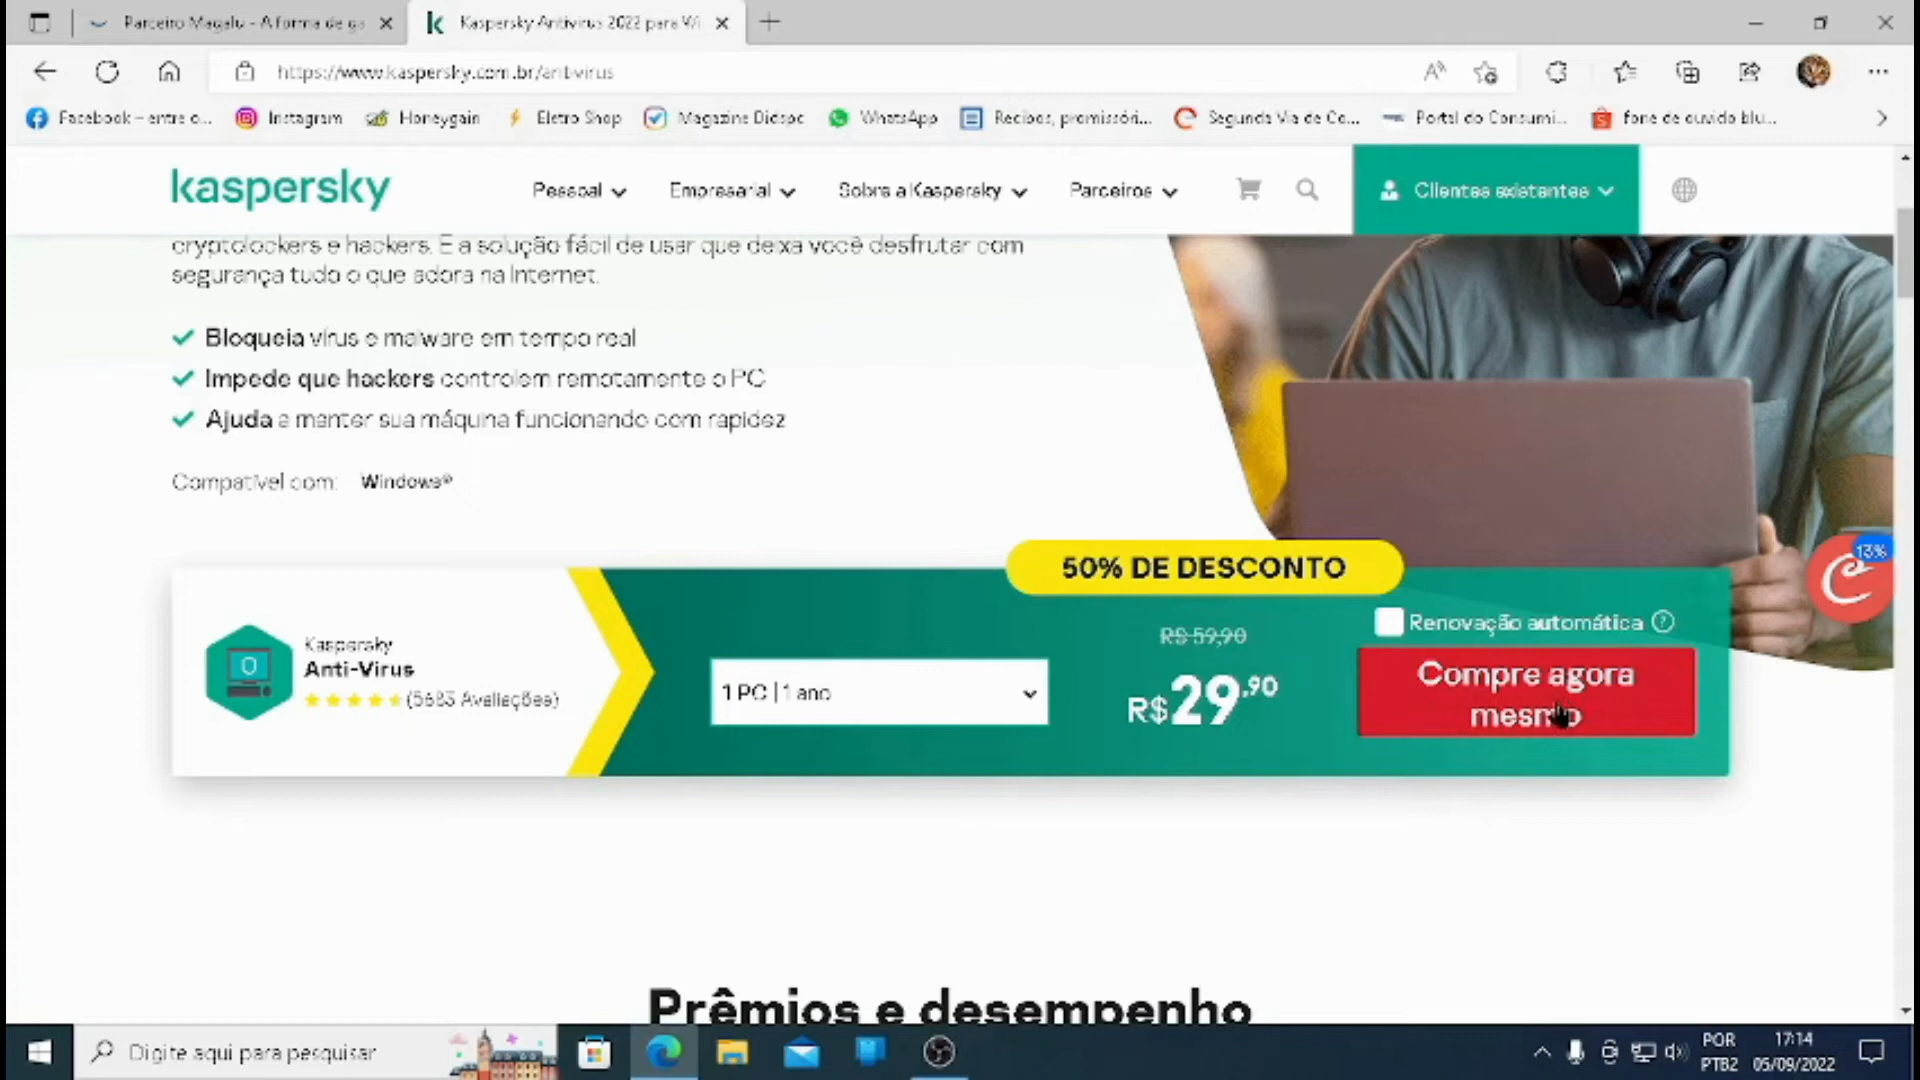 Parceiro Magalu - A forma de ga
Kaspersky Antivirus 2022 para Wi
https://www.kaspersky.com.br/antivirus
Facebook – entre o...
Instagram
Honeygain
Eletro Shop
Magazine Didspc
WhatsApp
Recibos, promissóri...
Segunda Via de Co...
Portal do Consumi...
fone de ouvido blu...
kaspersky
Pessoal
Empresarial
Sobre a Kaspersky
Parceiros
Clientes existentes
cryptolockers e hackers. É a solução fácil de usar que deixa você desfrutar com
segurança tudo o que adora na Internet.
Bloqueia vírus e malware em tempo real
Impede que hackers controlem remotamente o PC
Ajuda a manter sua máquina funcionando com rapidez
Compatível com: Windows®
50% DE DESCONTO
13%
Kaspersky
Anti-Virus
(5683 Avaliações)
1 PC | 1 ano
R$ 59,90
R$29,90
Renovação automática
Compre agora
mesmo
Prêmios e desempenho
Digite aqui para pesquisar
POR
PTB2
17:14
05/09/2022